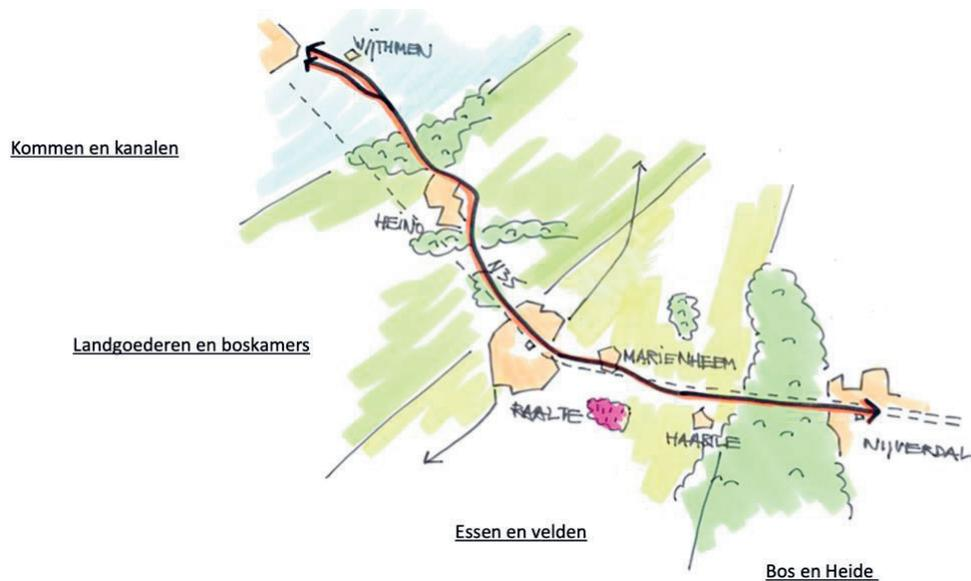 WIJTHMEN
Kommen en kanalen
HEINO
N35
Landgoederen en boskamers
MARIENHEEM
RAALTE
HAARLE
NIJVERDAL
Essen en velden
Bos en Heide